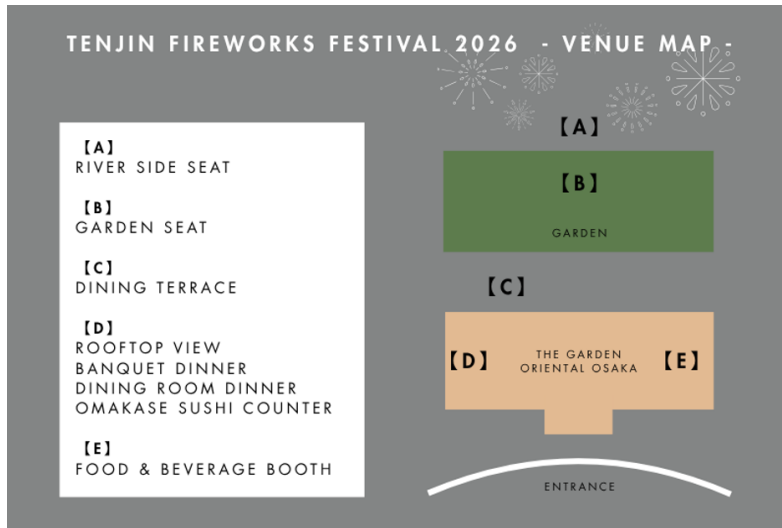 TENJIN FIREWORKS FESTIVAL 2026 - VENUE MAP -
【A】
RIVER SIDE SEAT
【B】
GARDEN SEAT
【C】
DINING TERRACE
【D】
ROOFTOP VIEW
BANQUET DINNER
DINING ROOM DINNER
OMAKASE SUSHI COUNTER
【E】
FOOD & BEVERAGE BOOTH
【A】
【B】
GARDEN
【C】
【D】
THE GARDEN
ORIENTAL OSAKA
【E】
ENTRANCE